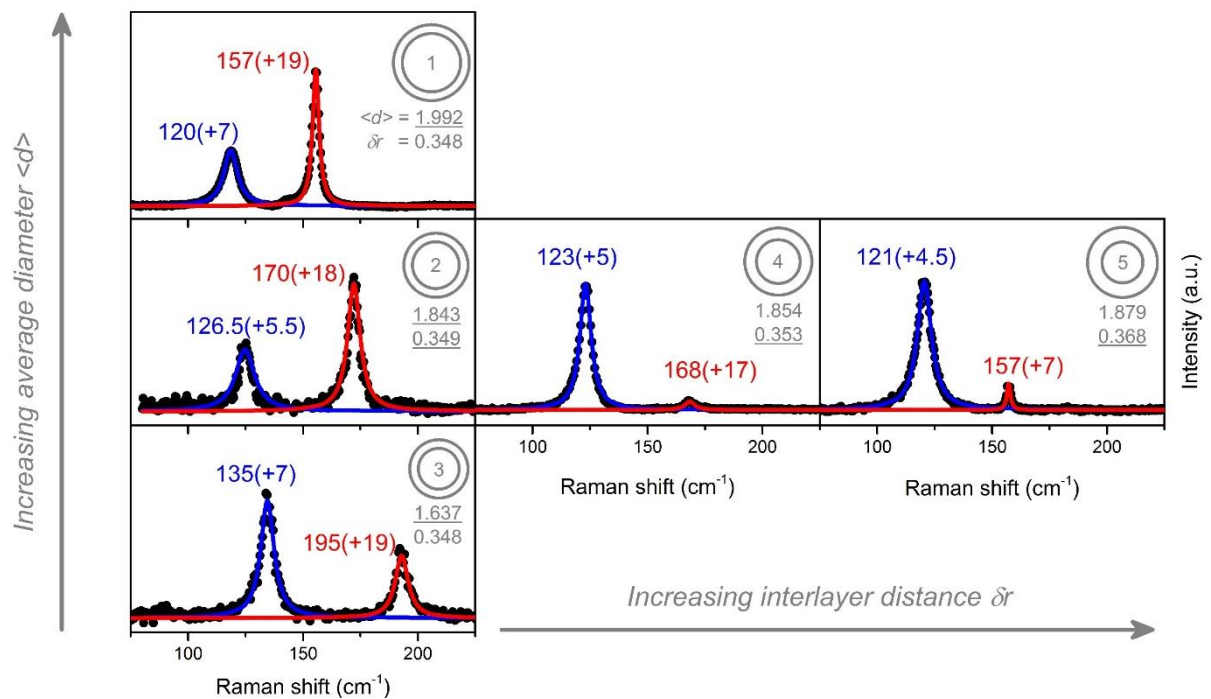 Increasing average diameter <d>
157(+19)
120(+7)
1
<d> = 1.992
δr = 0.348
170(+18)
126.5(+5.5)
2
1.843
0.349
123(+5)
168(+17)
4
1.854
0.353
121(+4.5)
157(+7)
5
1.879
0.368
Intensity (a.u.)
100 150 200
Raman shift (cm-1)
100 150 200
Raman shift (cm-1)
135(+7)
195(+19)
3
1.637
0.348
Increasing interlayer distance δr
100 150 200
Raman shift (cm-1)